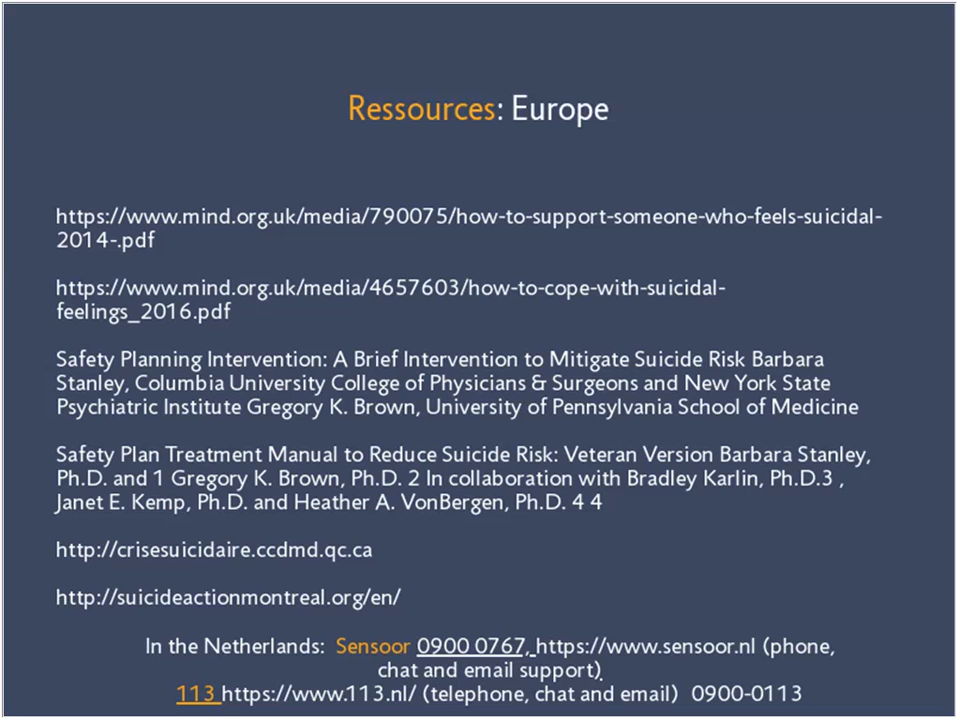 Ressources: Europe
https://www.mind.org.uk/media/790075/how-to-support-someone-who-feels-suicidal-
2014-.pdf
https://www.mind.org.uk/media/4657603/how-to-cope-with-suicidal-
feelings_2016.pdf
Safety Planning Intervention: A Brief Intervention to Mitigate Suicide Risk Barbara
Stanley, Columbia University College of Physicians & Surgeons and New York State
Psychiatric Institute Gregory K. Brown, University of Pennsylvania School of Medicine
Safety Plan Treatment Manual to Reduce Suicide Risk: Veteran Version Barbara Stanley,
Ph.D. and 1 Gregory K. Brown, Ph.D. 2 In collaboration with Bradley Karlin, Ph.D.3 ,
Janet E. Kemp, Ph.D. and Heather A. VonBergen, Ph.D. 4 4
http://crisesuicidaire.ccdmd.qc.ca
http://suicideactionmontreal.org/en/
In the Netherlands: Sensoor 0900 0767, https://www.sensoor.nl (phone,
chat and email support).
113 https://www.113.nl/ (telephone, chat and email) 0900-0113